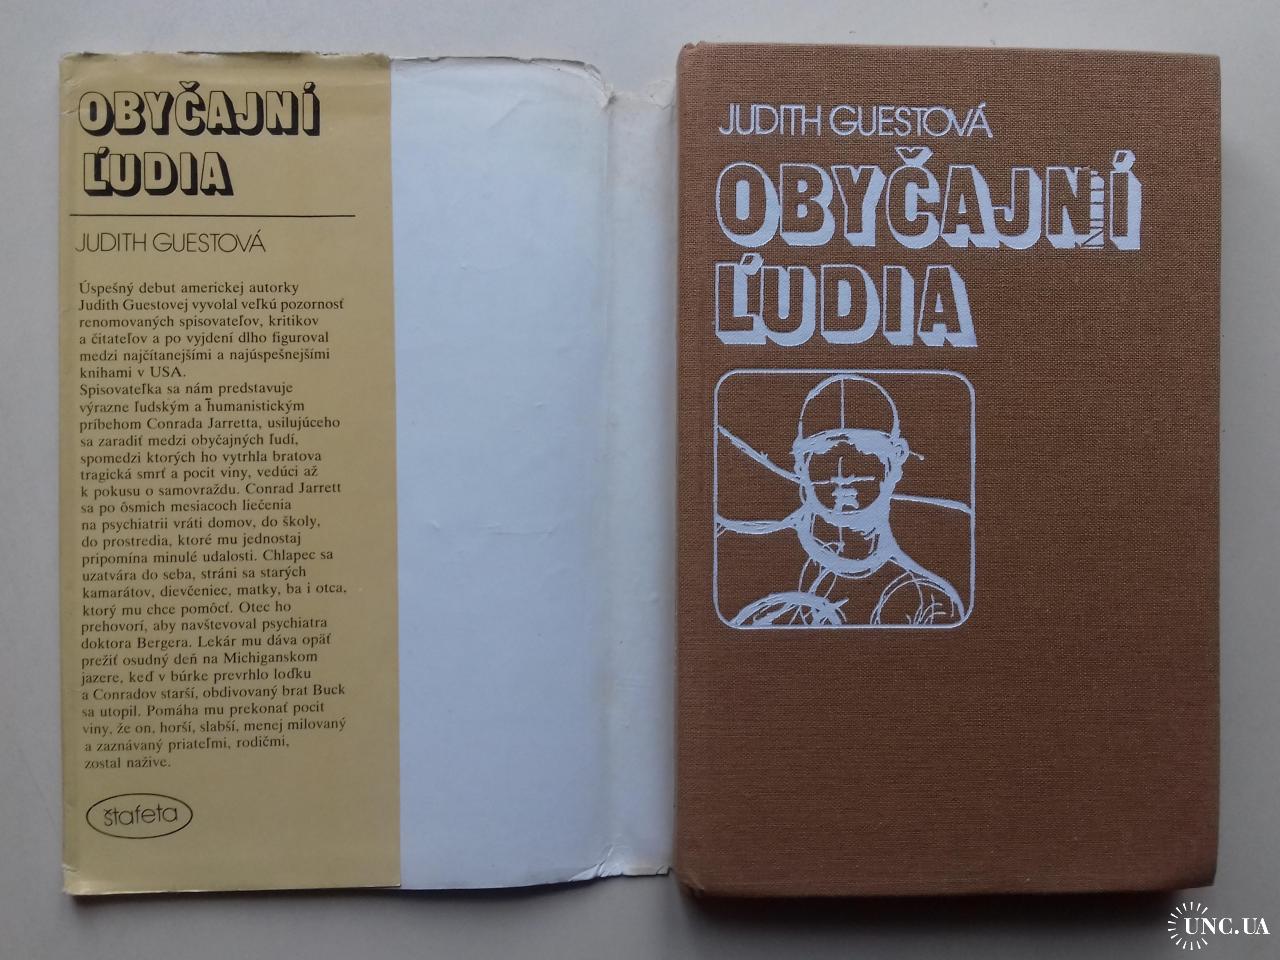 OBYČAJNÍ
ĽUDIA
JUDITH GUESTOVÁ
Úspešný debut americkej autorky
Judith Guestovej vyvolal veľkú pozornosť
renomovaných spisovateľov, kritikov
a čitateľov a po vyjdení dlho figuroval
medzi najčítanejšími a najúspešnejšími
knihami v USA.
Spisovateľka sa nám predstavuje
výrazne ľudským a humanistickým
príbehom Conrada Jarretta, usilujúceho
sa zaradiť medzi obyčajných ľudí,
spomedzi ktorých ho vytrhla bratova
tragická smrť a pocit viny, vedúci až
k pokusu o samovraždu. Conrad Jarrett
sa po ôsmich mesiacoch liečenia
na psychiatrii vráti domov, do školy,
do prostredia, ktoré mu jednostaj
pripomína minulé udalosti. Chlapec sa
uzatvára do seba, stráni sa starých
kamarátov, dievčeniec, matky, ba i otca,
ktorý mu chce pomôcť. Otec ho
prehovorí, aby navštevoval psychiatra
doktora Bergera. Lekár mu dáva opäť
prežiť osudný deň na Michiganskom
jazere, keď v búrke prevrhlo loďku
a Conradov starší, obdivovaný brat Buck
sa utopil. Pomáha mu prekonať pocit
viny, že on, horší, slabší, menej milovaný
a zaznávaný priateľmi, rodičmi,
zostal nažive.
štafeta
JUDITH GUESTOVÁ
OBYČAJNÍ
ĽUDIA
UNC.UA